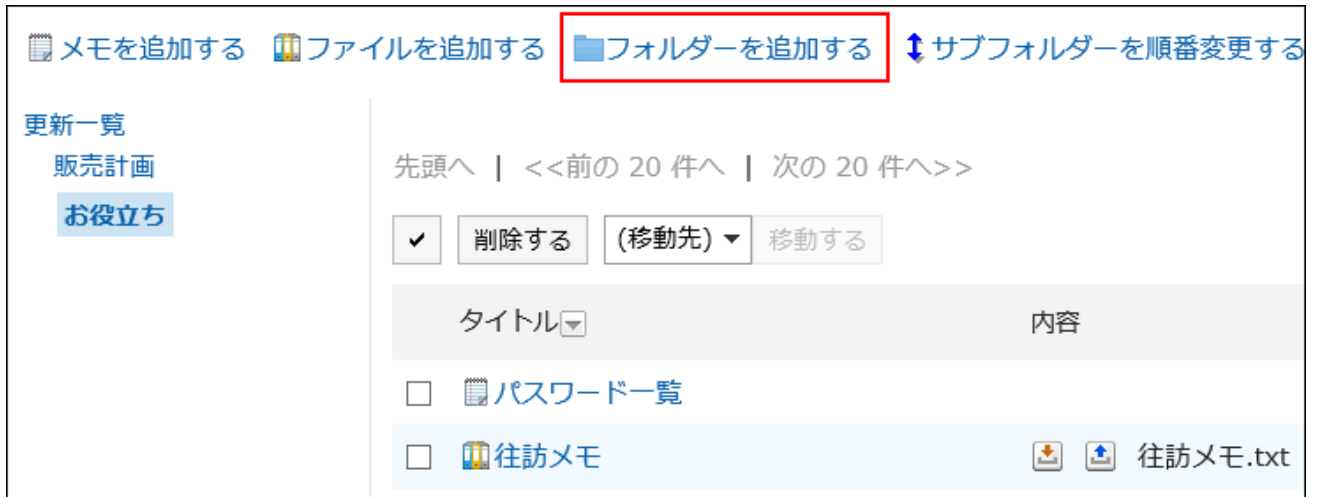 メモを追加する ファイルを追加する フォルダーを追加する サブフォルダーを順番変更する
更新一覧
販売計画
お役立ち
先頭へ | <<前の 20 件へ | 次の 20 件へ>>
削除する (移動先) 移動する
タイトル 内容
パスワード一覧
往訪メモ 往訪メモ.txt